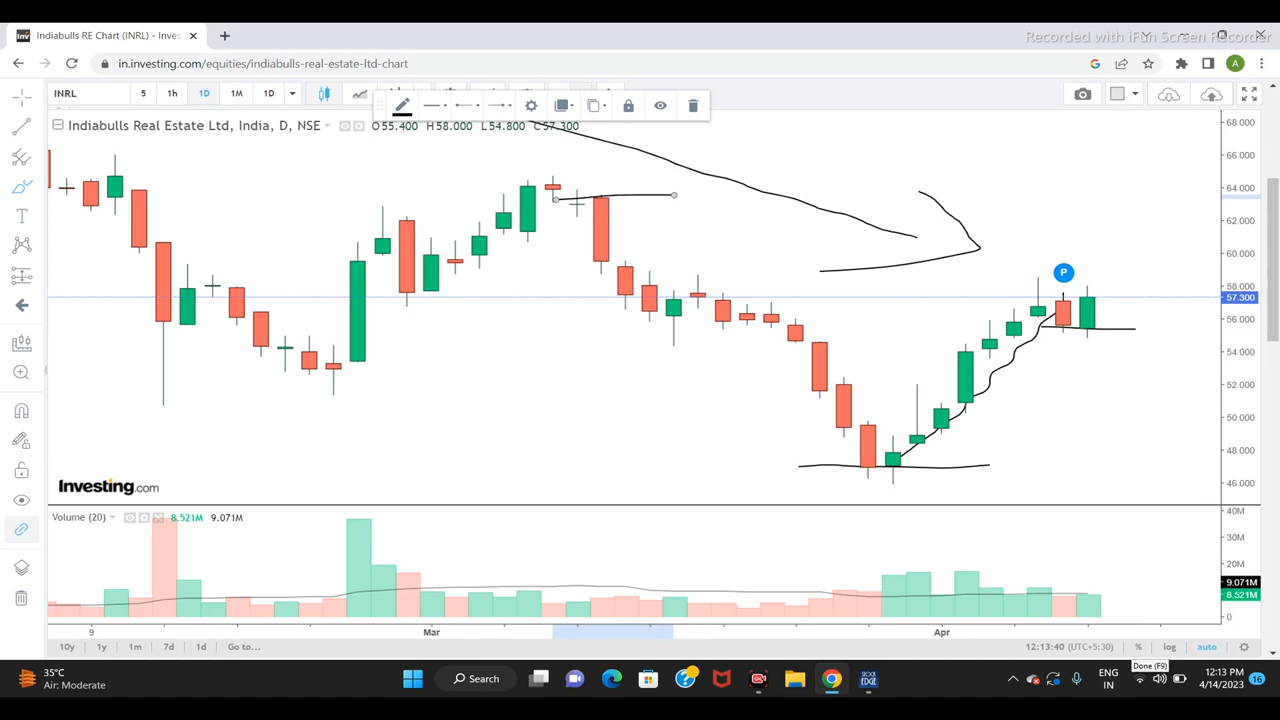 Indiabulls RE Chart (INRL) - Inves
Recorded with iFun Screen Recorder
in.investing.com/equities/indiabulls-real-estate-ltd-chart
A
INRL 5 1h 1D 1M 1D
Indiabulls Real Estate Ltd, India, D, NSE O55.400 H58.000 L54.800 C57.300
68.000
66.000
64.000
62.000
60.000
58.000
57.300
56.000
54.000
52.000
50.000
48.000
46.000
P
Investing.com
Volume (20) 8.521M 9.071M
40M
30M
20M
9.071M
8.521M
0
9 Mar Apr
10y 1y 1m 7d 1d Go to... 12:13:40 (UTC+5:30) % log auto
Done (F9)
35°C
Air: Moderate
Search
STOCK EDGE
ENG
IN
12:13 PM
4/14/2023
16